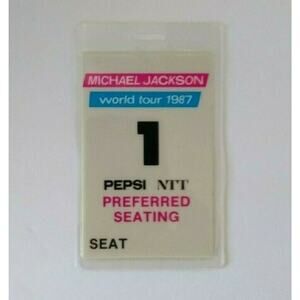 MICHAEL JACKSON
world tour 1987
1
PEPSI NTT
PREFERRED
SEATING
SEAT